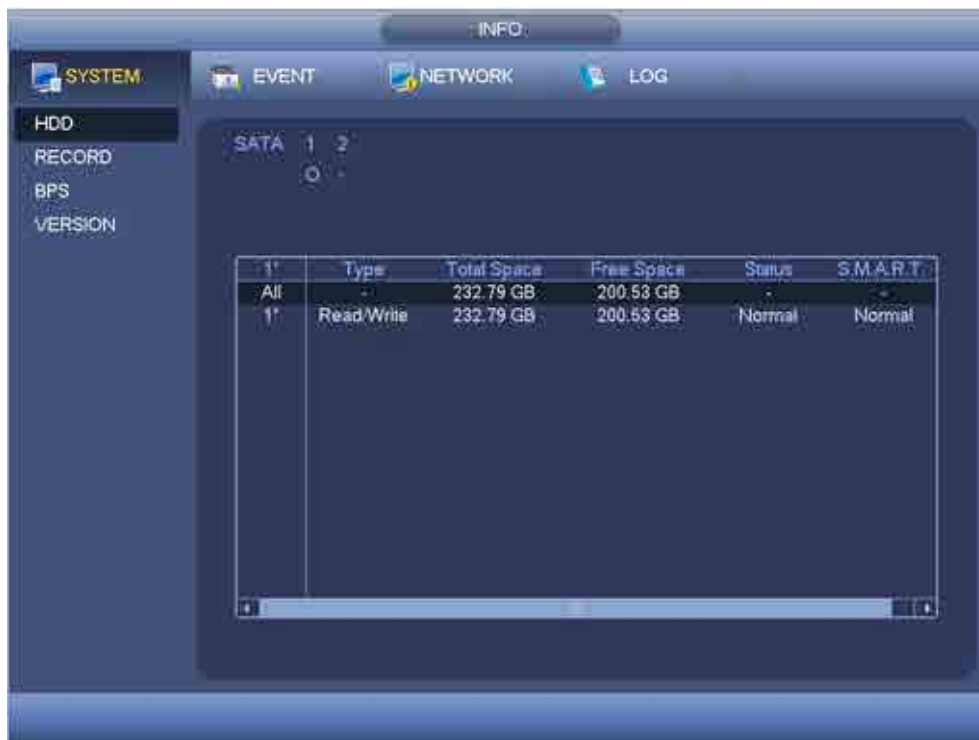 INFO
SYSTEM EVENT NETWORK LOG
HDD
RECORD
BPS
VERSION
SATA 1 2
O -
1* Type Total Space Free Space Status S.M.A.R.T.
All - 232.79 GB 200.53 GB - -
1* Read/Write 232.79 GB 200.53 GB Normal Normal